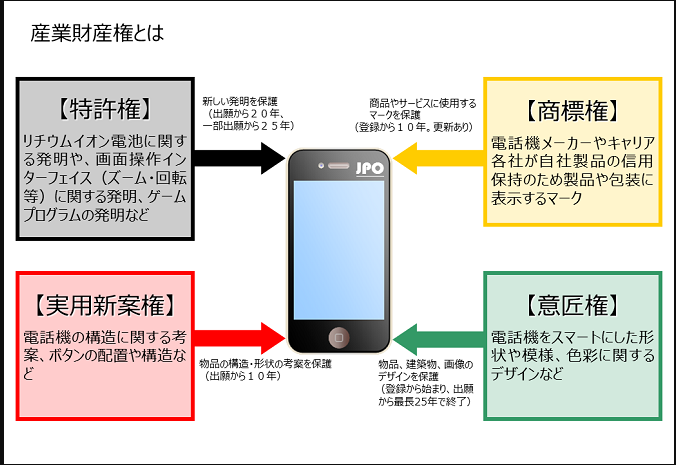 産業財産権とは
【特許権】
リチウムイオン電池に関す
る発明や、画面操作イン
ターフェイス（ズーム・回転
等）に関する発明、ゲーム
プログラムの発明など
新しい発明を保護
（出願から２０年、
一部出願から２５年）
商品やサービスに使用する
マークを保護
（登録から１０年。更新あり）
【商標権】
電話機メーカーやキャリア
各社が自社製品の信用
保持のため製品や包装に
表示するマーク
JPO
【実用新案権】
電話機の構造に関する考
案、ボタンの配置や構造な
ど
物品の構造・形状の考案を保護
（出願から１０年）
物品、建築物、画像の
デザインを保護
（登録から始まり、出願
から最長25年で終了）
【意匠権】
電話機をスマートにした形
状や模様、色彩に関する
デザインなど